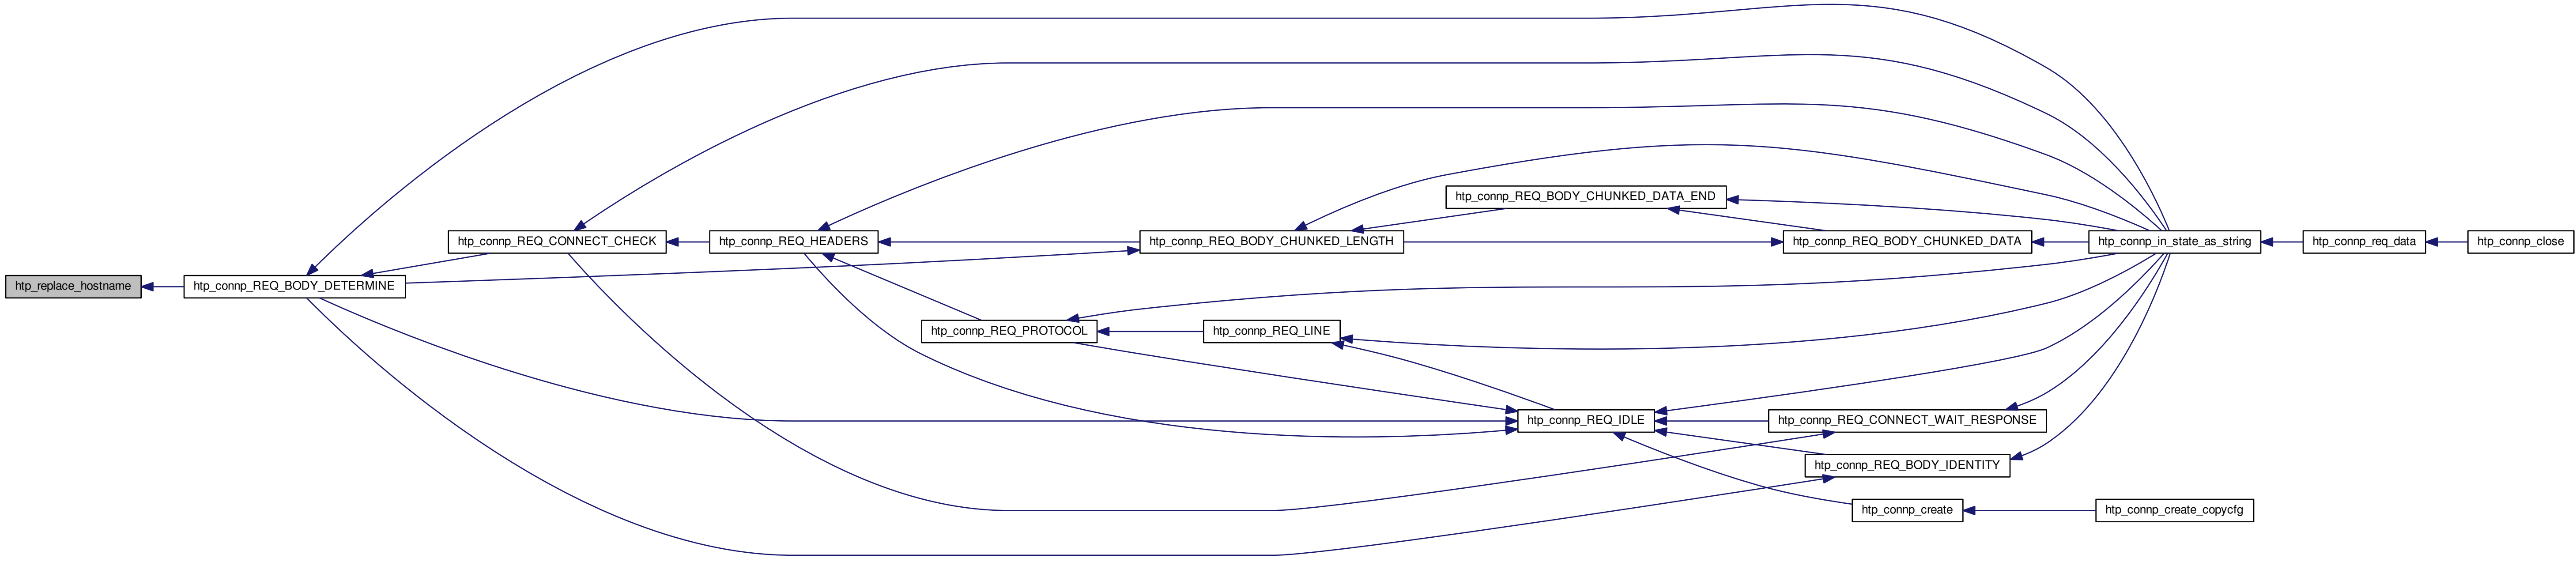 htp_connp_REQ_BODY_CHUNKED_DATA_END
htp_connp_REQ_CONNECT_CHECK
htp_connp_REQ_HEADERS
htp_connp_REQ_BODY_CHUNKED_LENGTH
htp_connp_REQ_BODY_CHUNKED_DATA
htp_connp_in_state_as_string
htp_connp_req_data
htp_connp_close
htp_replace_hostname
htp_connp_REQ_BODY_DETERMINE
htp_connp_REQ_PROTOCOL
htp_connp_REQ_LINE
htp_connp_REQ_IDLE
htp_connp_REQ_CONNECT_WAIT_RESPONSE
htp_connp_REQ_BODY_IDENTITY
htp_connp_create
htp_connp_create_copycfg